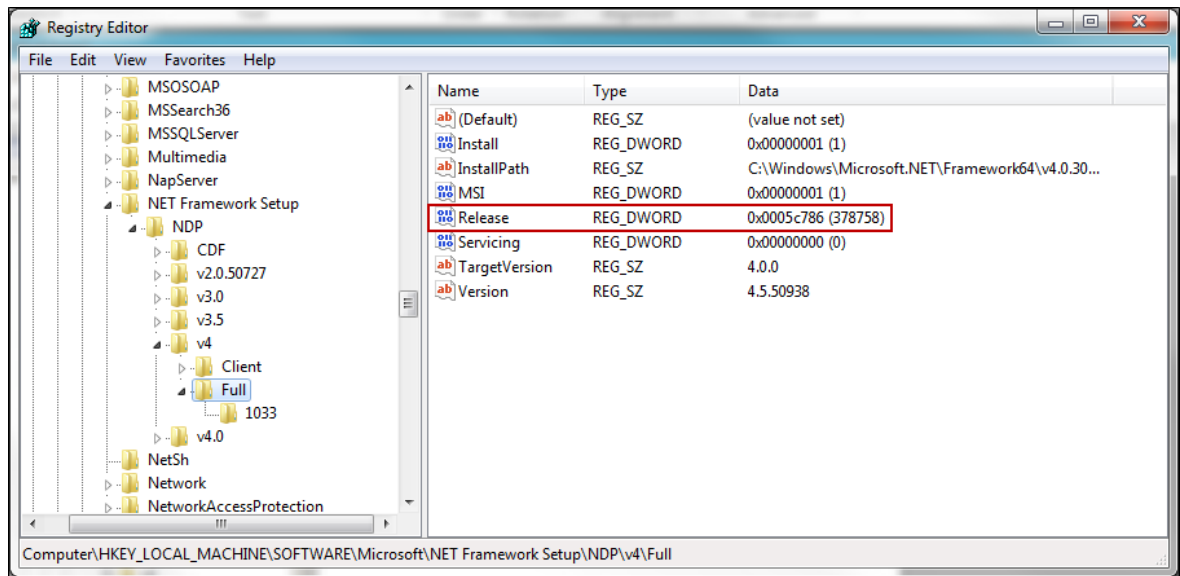 Registry Editor
File Edit View Favorites Help
MSOSOAP
MSSearch36
MSSQLServer
Multimedia
NapServer
NET Framework Setup
NDP
CDF
v2.0.50727
v3.0
v3.5
v4
Client
Full
1033
v4.0
NetSh
Network
NetworkAccessProtection
Name Type Data
(Default) REG_SZ (value not set)
Install REG_DWORD 0x00000001 (1)
InstallPath REG_SZ C:\Windows\Microsoft.NET\Framework64\v4.0.30...
MSI REG_DWORD 0x00000001 (1)
Release REG_DWORD 0x0005c786 (378758)
Servicing REG_DWORD 0x00000000 (0)
TargetVersion REG_SZ 4.0.0
Version REG_SZ 4.5.50938
Computer\HKEY_LOCAL_MACHINE\SOFTWARE\Microsoft\NET Framework Setup\NDP\v4\Full